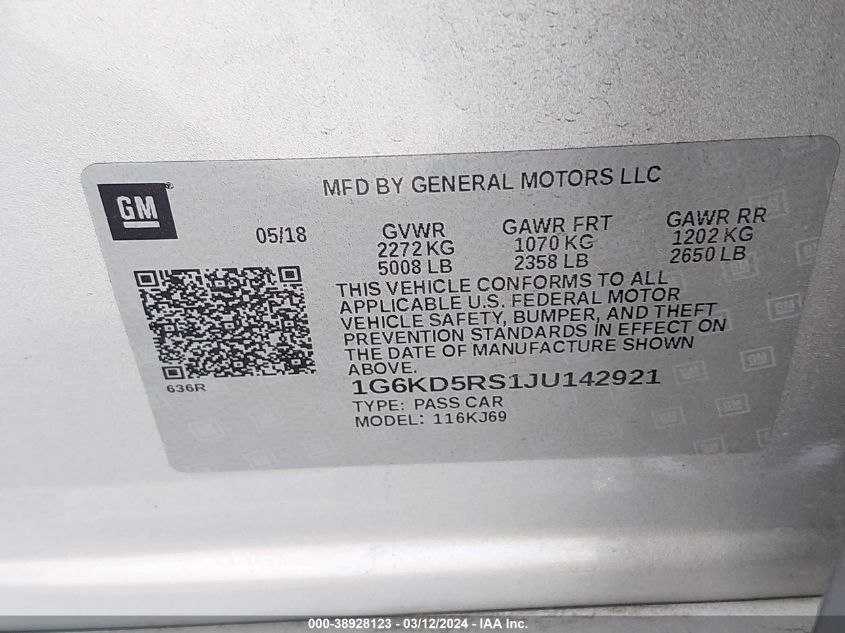 GM
MFD BY GENERAL MOTORS LLC
05/18
GVWR
2272 KG
5008 LB
GAWR FRT
1070 KG
2358 LB
GAWR RR
1202 KG
2650 LB
THIS VEHICLE CONFORMS TO ALL
APPLICABLE U.S. FEDERAL MOTOR
VEHICLE SAFETY, BUMPER, AND THEFT
PREVENTION STANDARDS IN EFFECT ON
THE DATE OF MANUFACTURE SHOWN
ABOVE.
636R
1G6KD5RS1JU142921
TYPE: PASS CAR
MODEL: 116KJ69
000-38928123 - 03/12/2024 - IAA Inc.